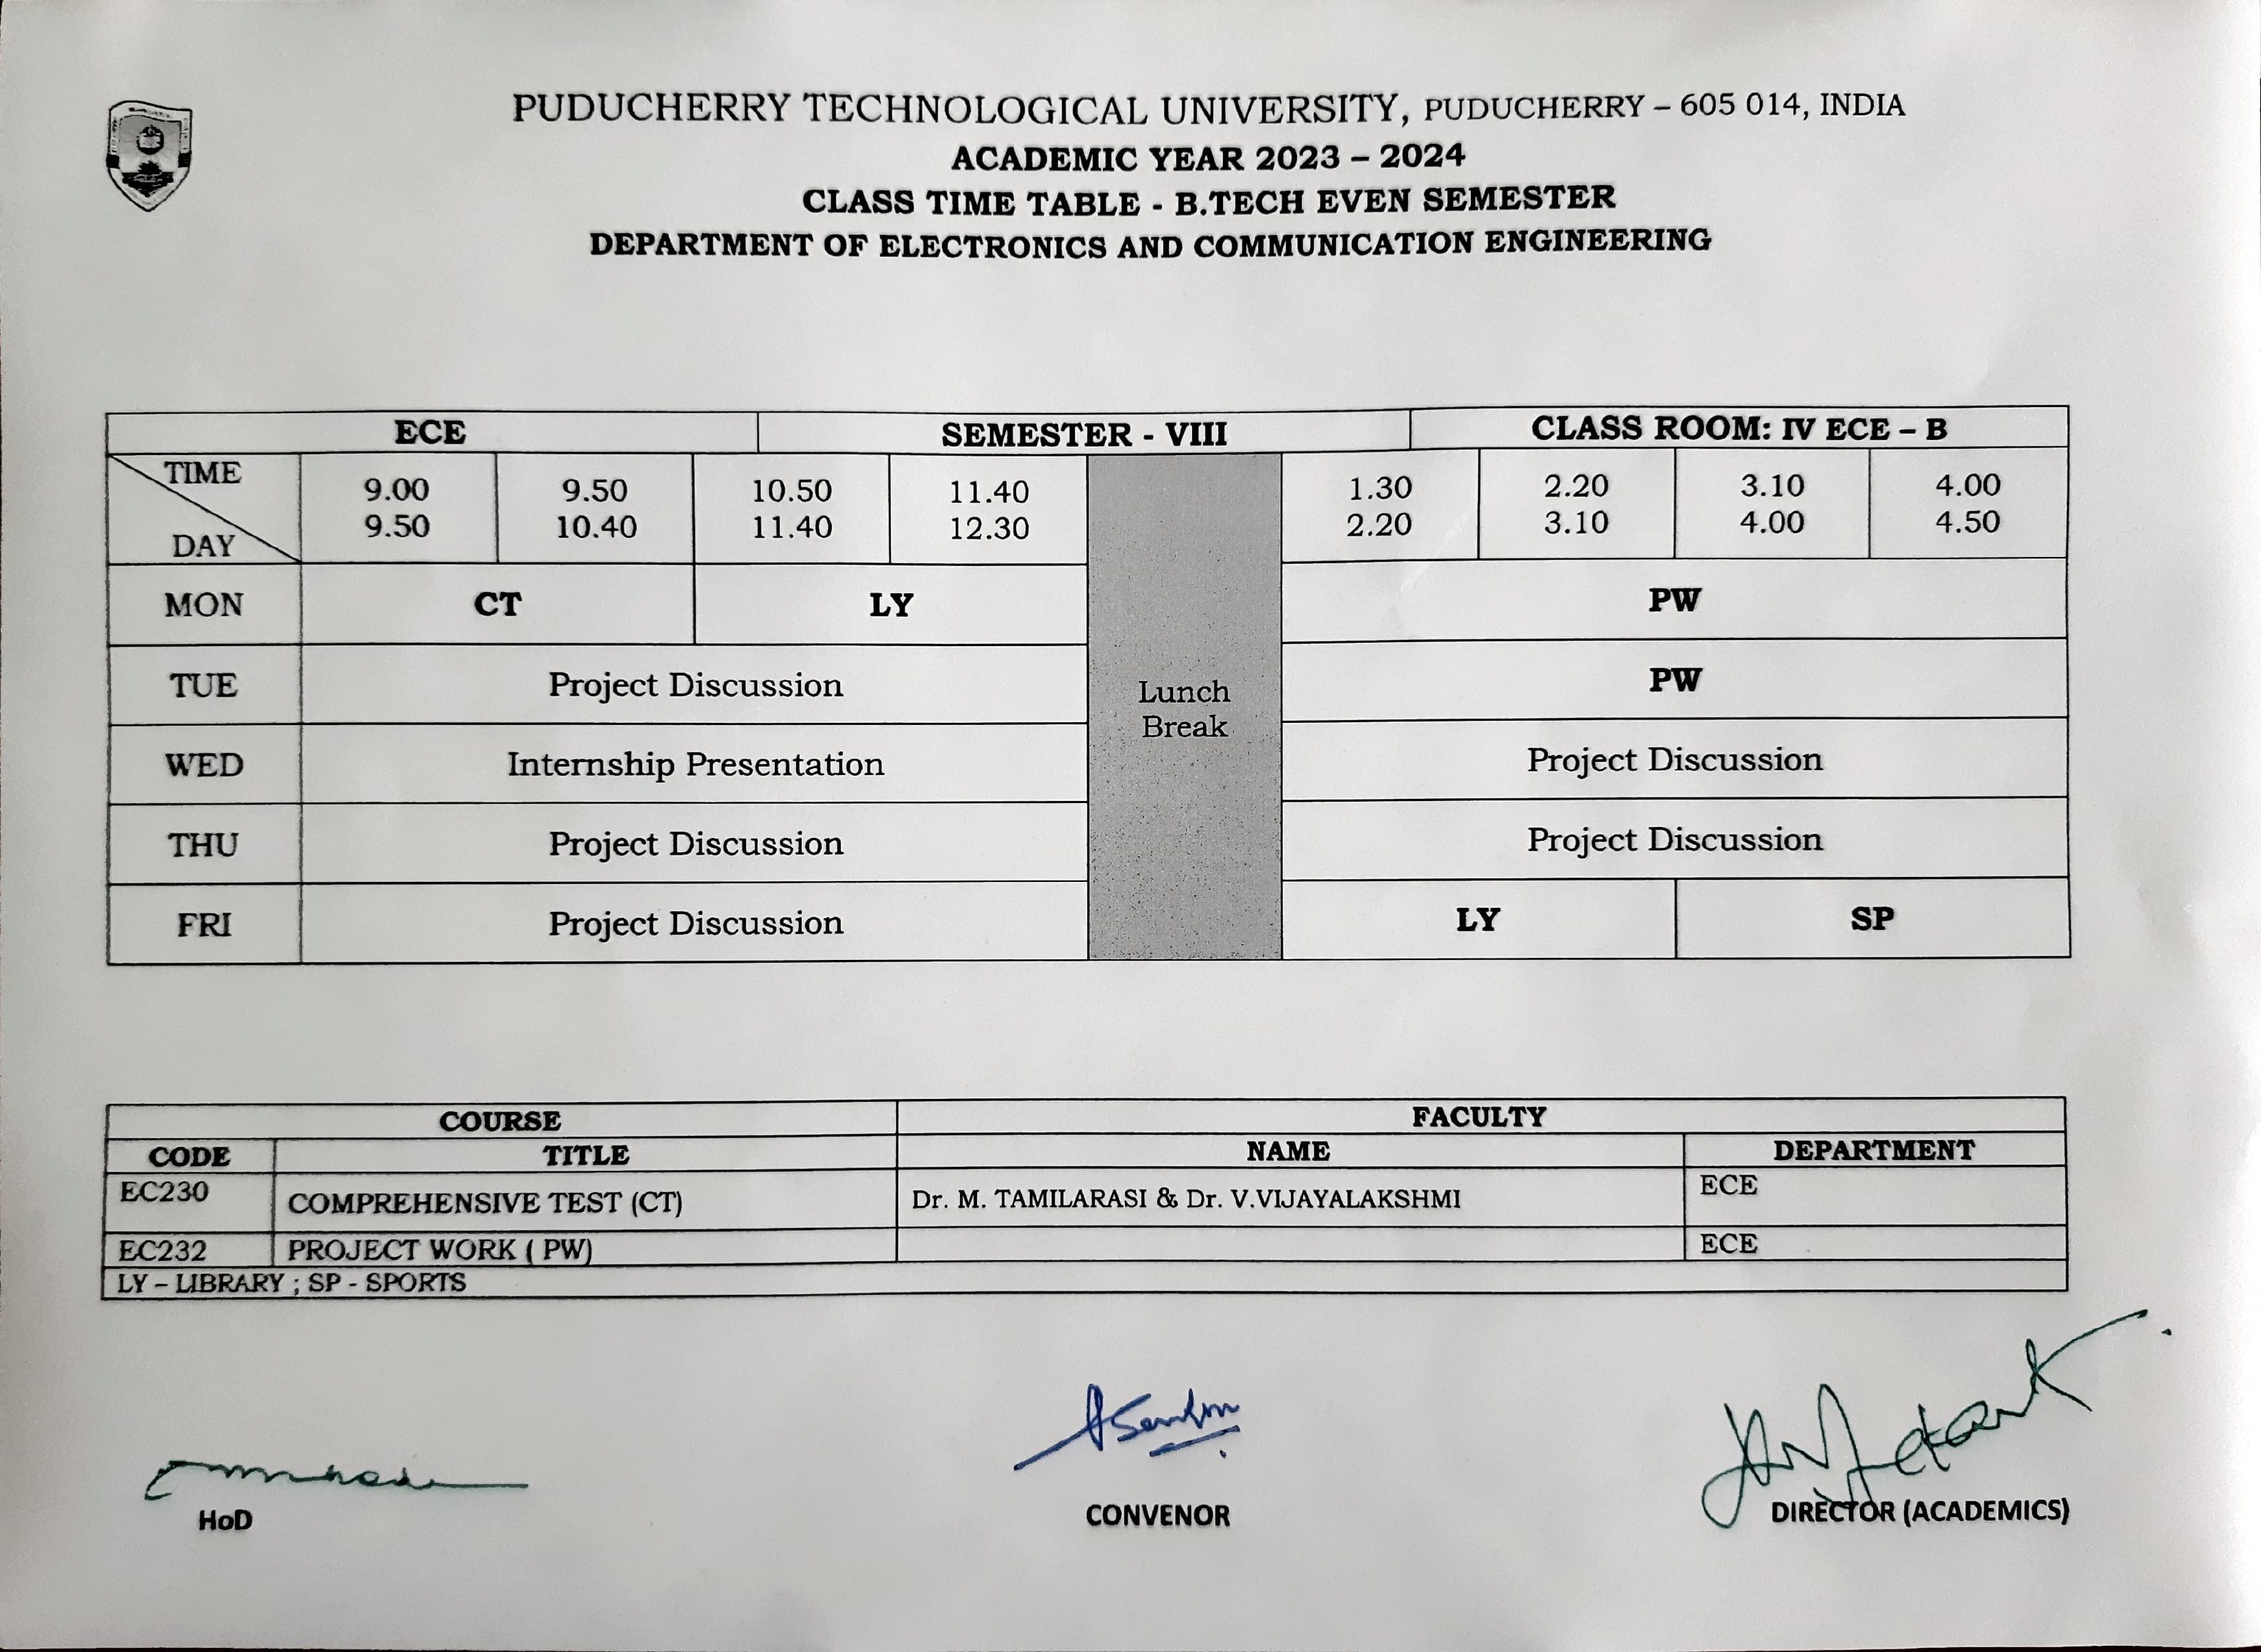 PUDUCHERRY TECHNOLOGICAL UNIVERSITY, PUDUCHERRY – 605 014, INDIA
ACADEMIC YEAR 2023 – 2024
CLASS TIME TABLE - B.TECH EVEN SEMESTER
DEPARTMENT OF ELECTRONICS AND COMMUNICATION ENGINEERING
ECE SEMESTER - VIII CLASS ROOM: IV ECE – B
TIME
9.00 9.50 10.50 11.40 1.30 2.20 3.10 4.00
9.50 10.40 11.40 12.30 2.20 3.10 4.00 4.50
DAY
MON CT LY PW
TUE Project Discussion PW
Lunch
Break
WED Internship Presentation Project Discussion
THU Project Discussion Project Discussion
FRI Project Discussion LY SP
COURSE FACULTY
CODE TITLE NAME DEPARTMENT
EC230 COMPREHENSIVE TEST (CT) Dr. M. TAMILARASI & Dr. V.VIJAYALAKSHMI ECE
EC232 PROJECT WORK ( PW) ECE
LY – LIBRARY ; SP - SPORTS
HoD CONVENOR DIRECTOR (ACADEMICS)